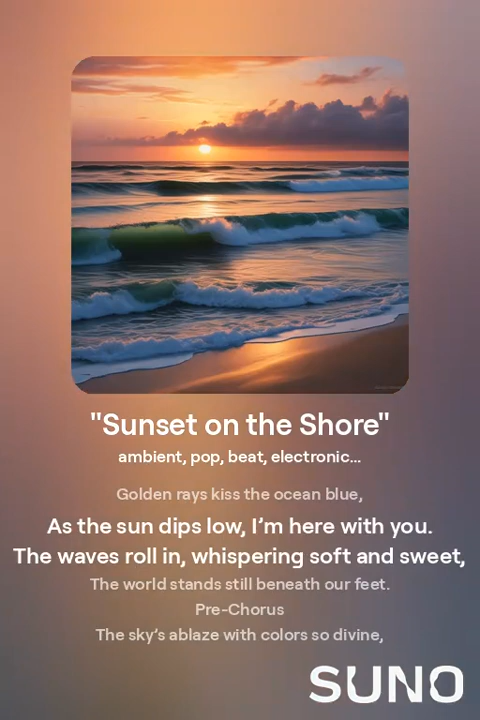 "Sunset on the Shore"
ambient, pop, beat, electronic...
Golden rays kiss the ocean blue,
As the sun dips low, I’m here with you.
The waves roll in, whispering soft and sweet,
The world stands still beneath our feet.
Pre-Chorus
The sky’s ablaze with colors so divine,
SUNO